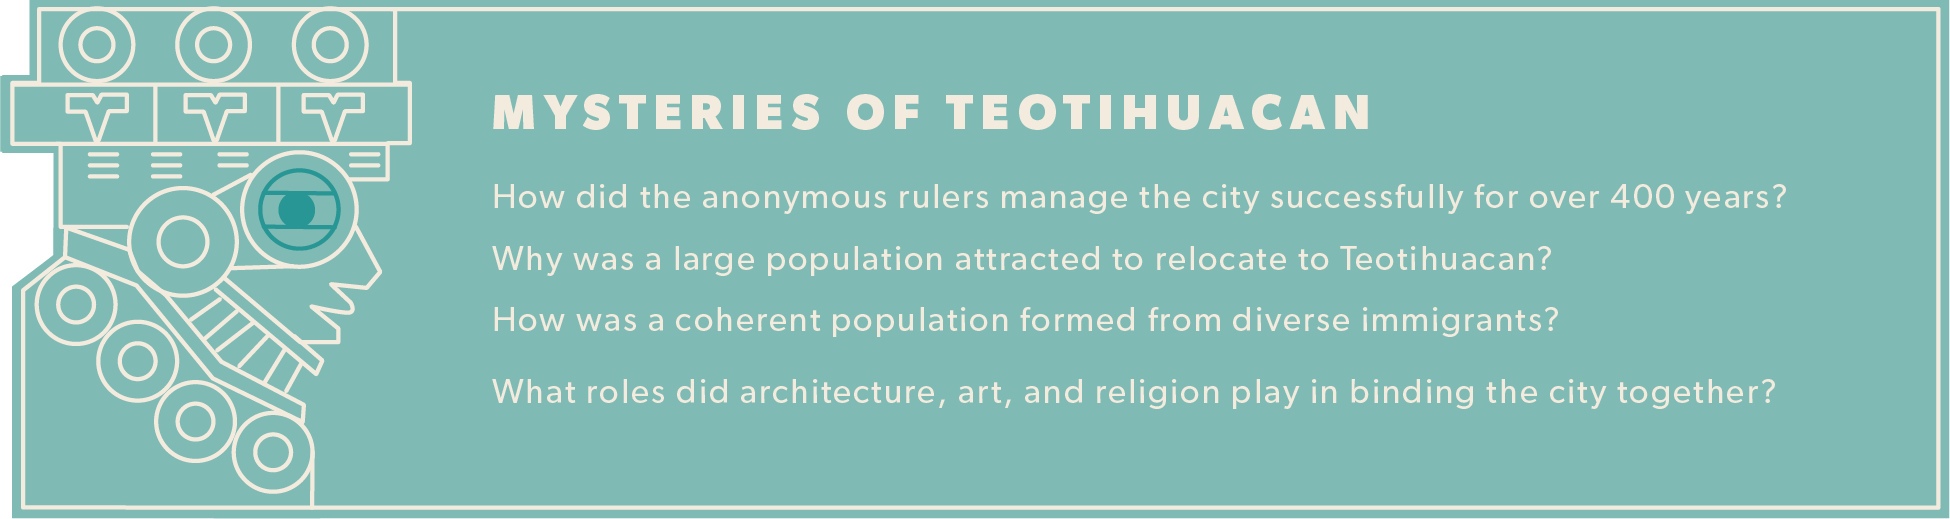 MYSTERIES OF TEOTIHUACAN
How did the anonymous rulers manage the city successfully for over 400 years?
Why was a large population attracted to relocate to Teotihuacan?
How was a coherent population formed from diverse immigrants?
What roles did architecture, art, and religion play in binding the city together?